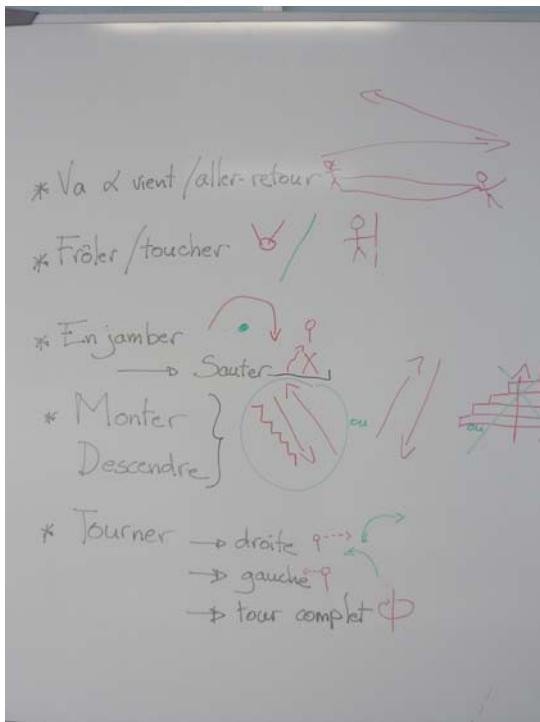 * Va & vient / aller-retour
* Frôler / toucher
* Enjamber
→ Sauter
* Monter
ou
ou
Descendre
* Tourner → droite
→ gauche
→ tour complet